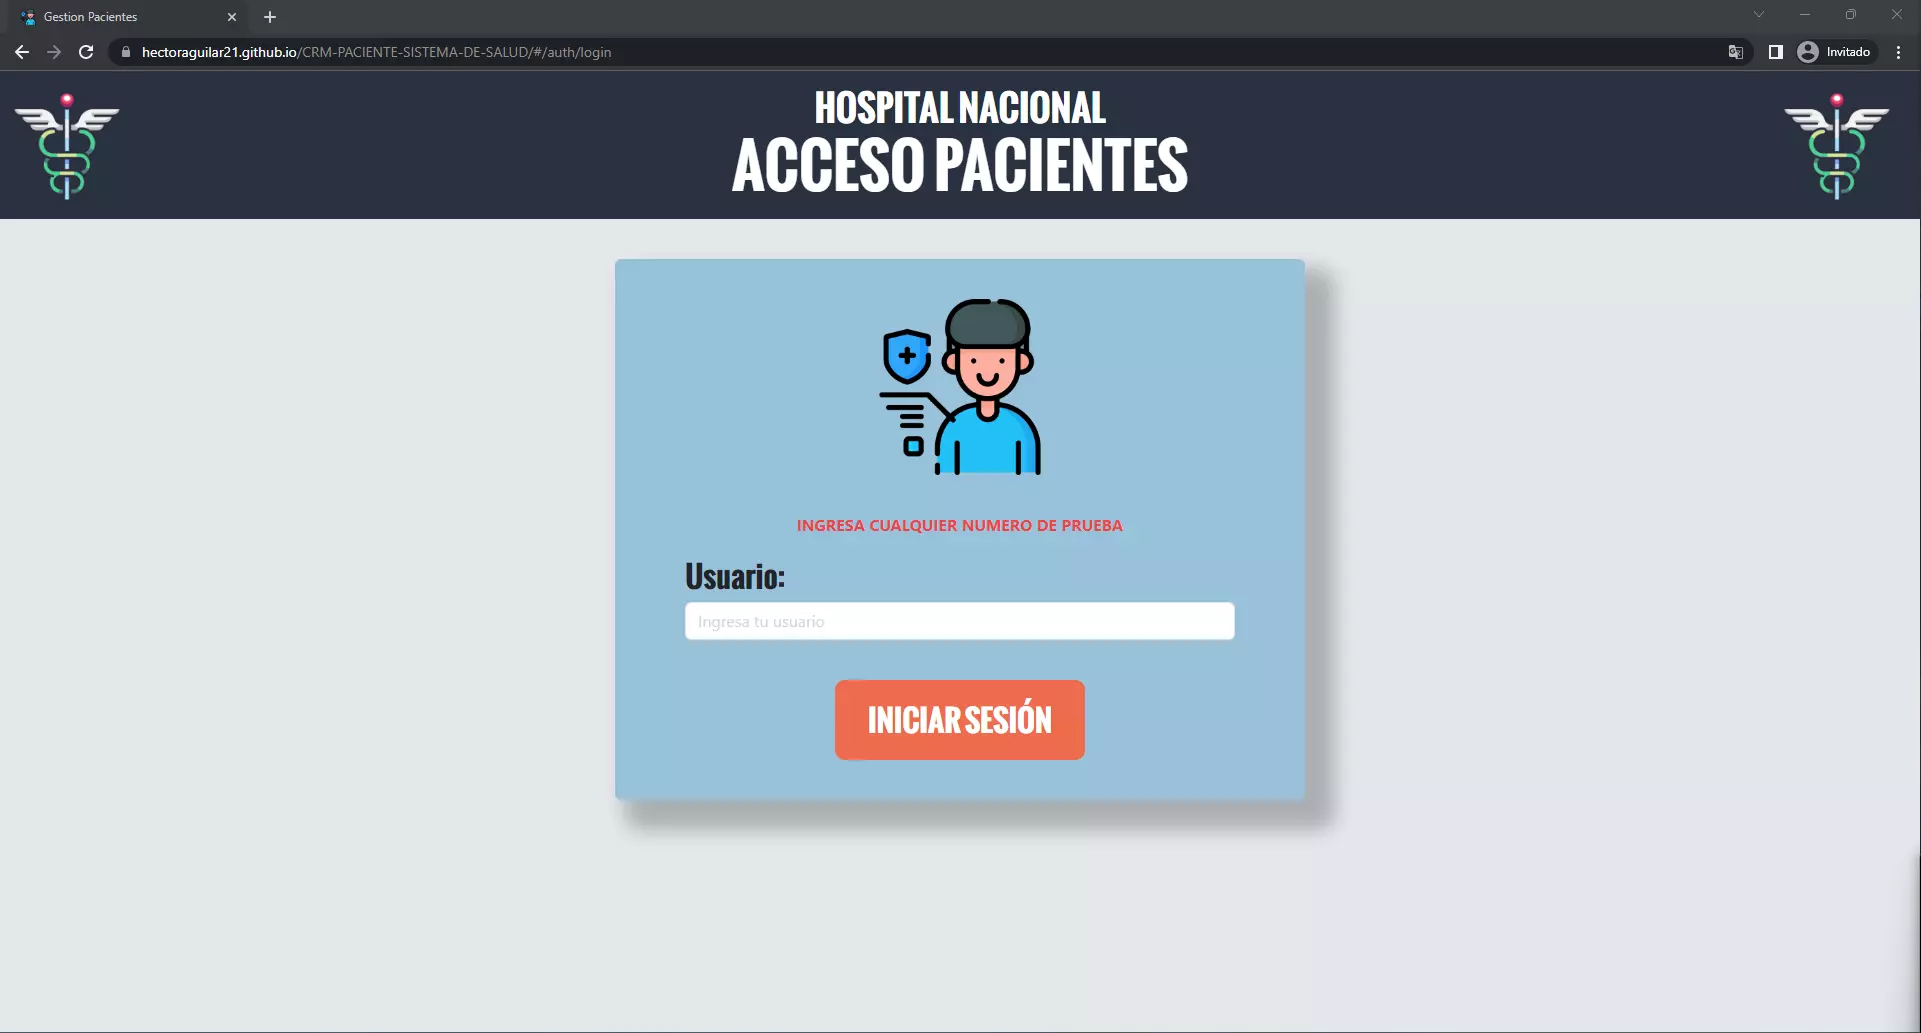 Gestion Pacientes
hectoraguilar21.github.io/CRM-PACIENTE-SISTEMA-DE-SALUD/#/auth/login
Invitado
HOSPITAL NACIONAL
ACCESO PACIENTES
INGRESA CUALQUIER NUMERO DE PRUEBA
Usuario:
Ingresa tu usuario
INICIAR SESIÓN